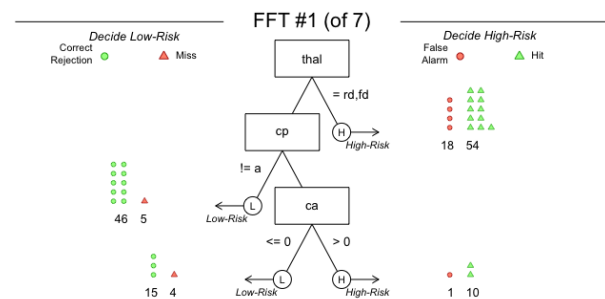 FFT #1 (of 7)
Decide Low-Risk
Decide High-Risk
Correct
Rejection
Miss
False
Alarm
Hit
thal
= rd,fd
H
High-Risk
18 54
cp
!= a
L
Low-Risk
46 5
ca
<= 0 > 0
L
Low-Risk
H
High-Risk
15 4
1 10